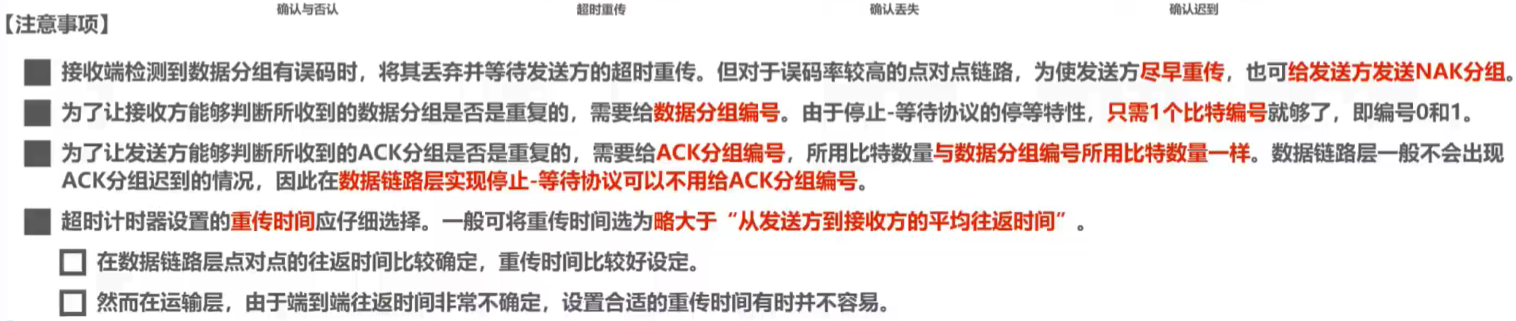 确认与否认 超时重传 确认丢失 确认迟到
【注意事项】
接收端检测到数据分组有误码时，将其丢弃并等待发送方的超时重传。但对于误码率较高的点对点链路，为使发送方尽早重传，也可给发送方发送NAK分组。
为了让接收方能够判断所收到的数据分组是否是重复的，需要给数据分组编号。由于停止-等待协议的停等特性，只需1个比特编号就够了，即编号0和1。
为了让发送方能够判断所收到的ACK分组是否是重复的，需要给ACK分组编号，所用比特数量与数据分组编号所用比特数量一样。数据链路层一般不会出现
ACK分组迟到的情况，因此在数据链路层实现停止-等待协议可以不用给ACK分组编号。
超时计时器设置的重传时间应仔细选择。一般可将重传时间选为略大于“从发送方到接收方的平均往返时间”。
在数据链路层点对点的往返时间比较确定，重传时间比较好设定。
然而在运输层，由于端到端往返时间非常不确定，设置合适的重传时间有时并不容易。